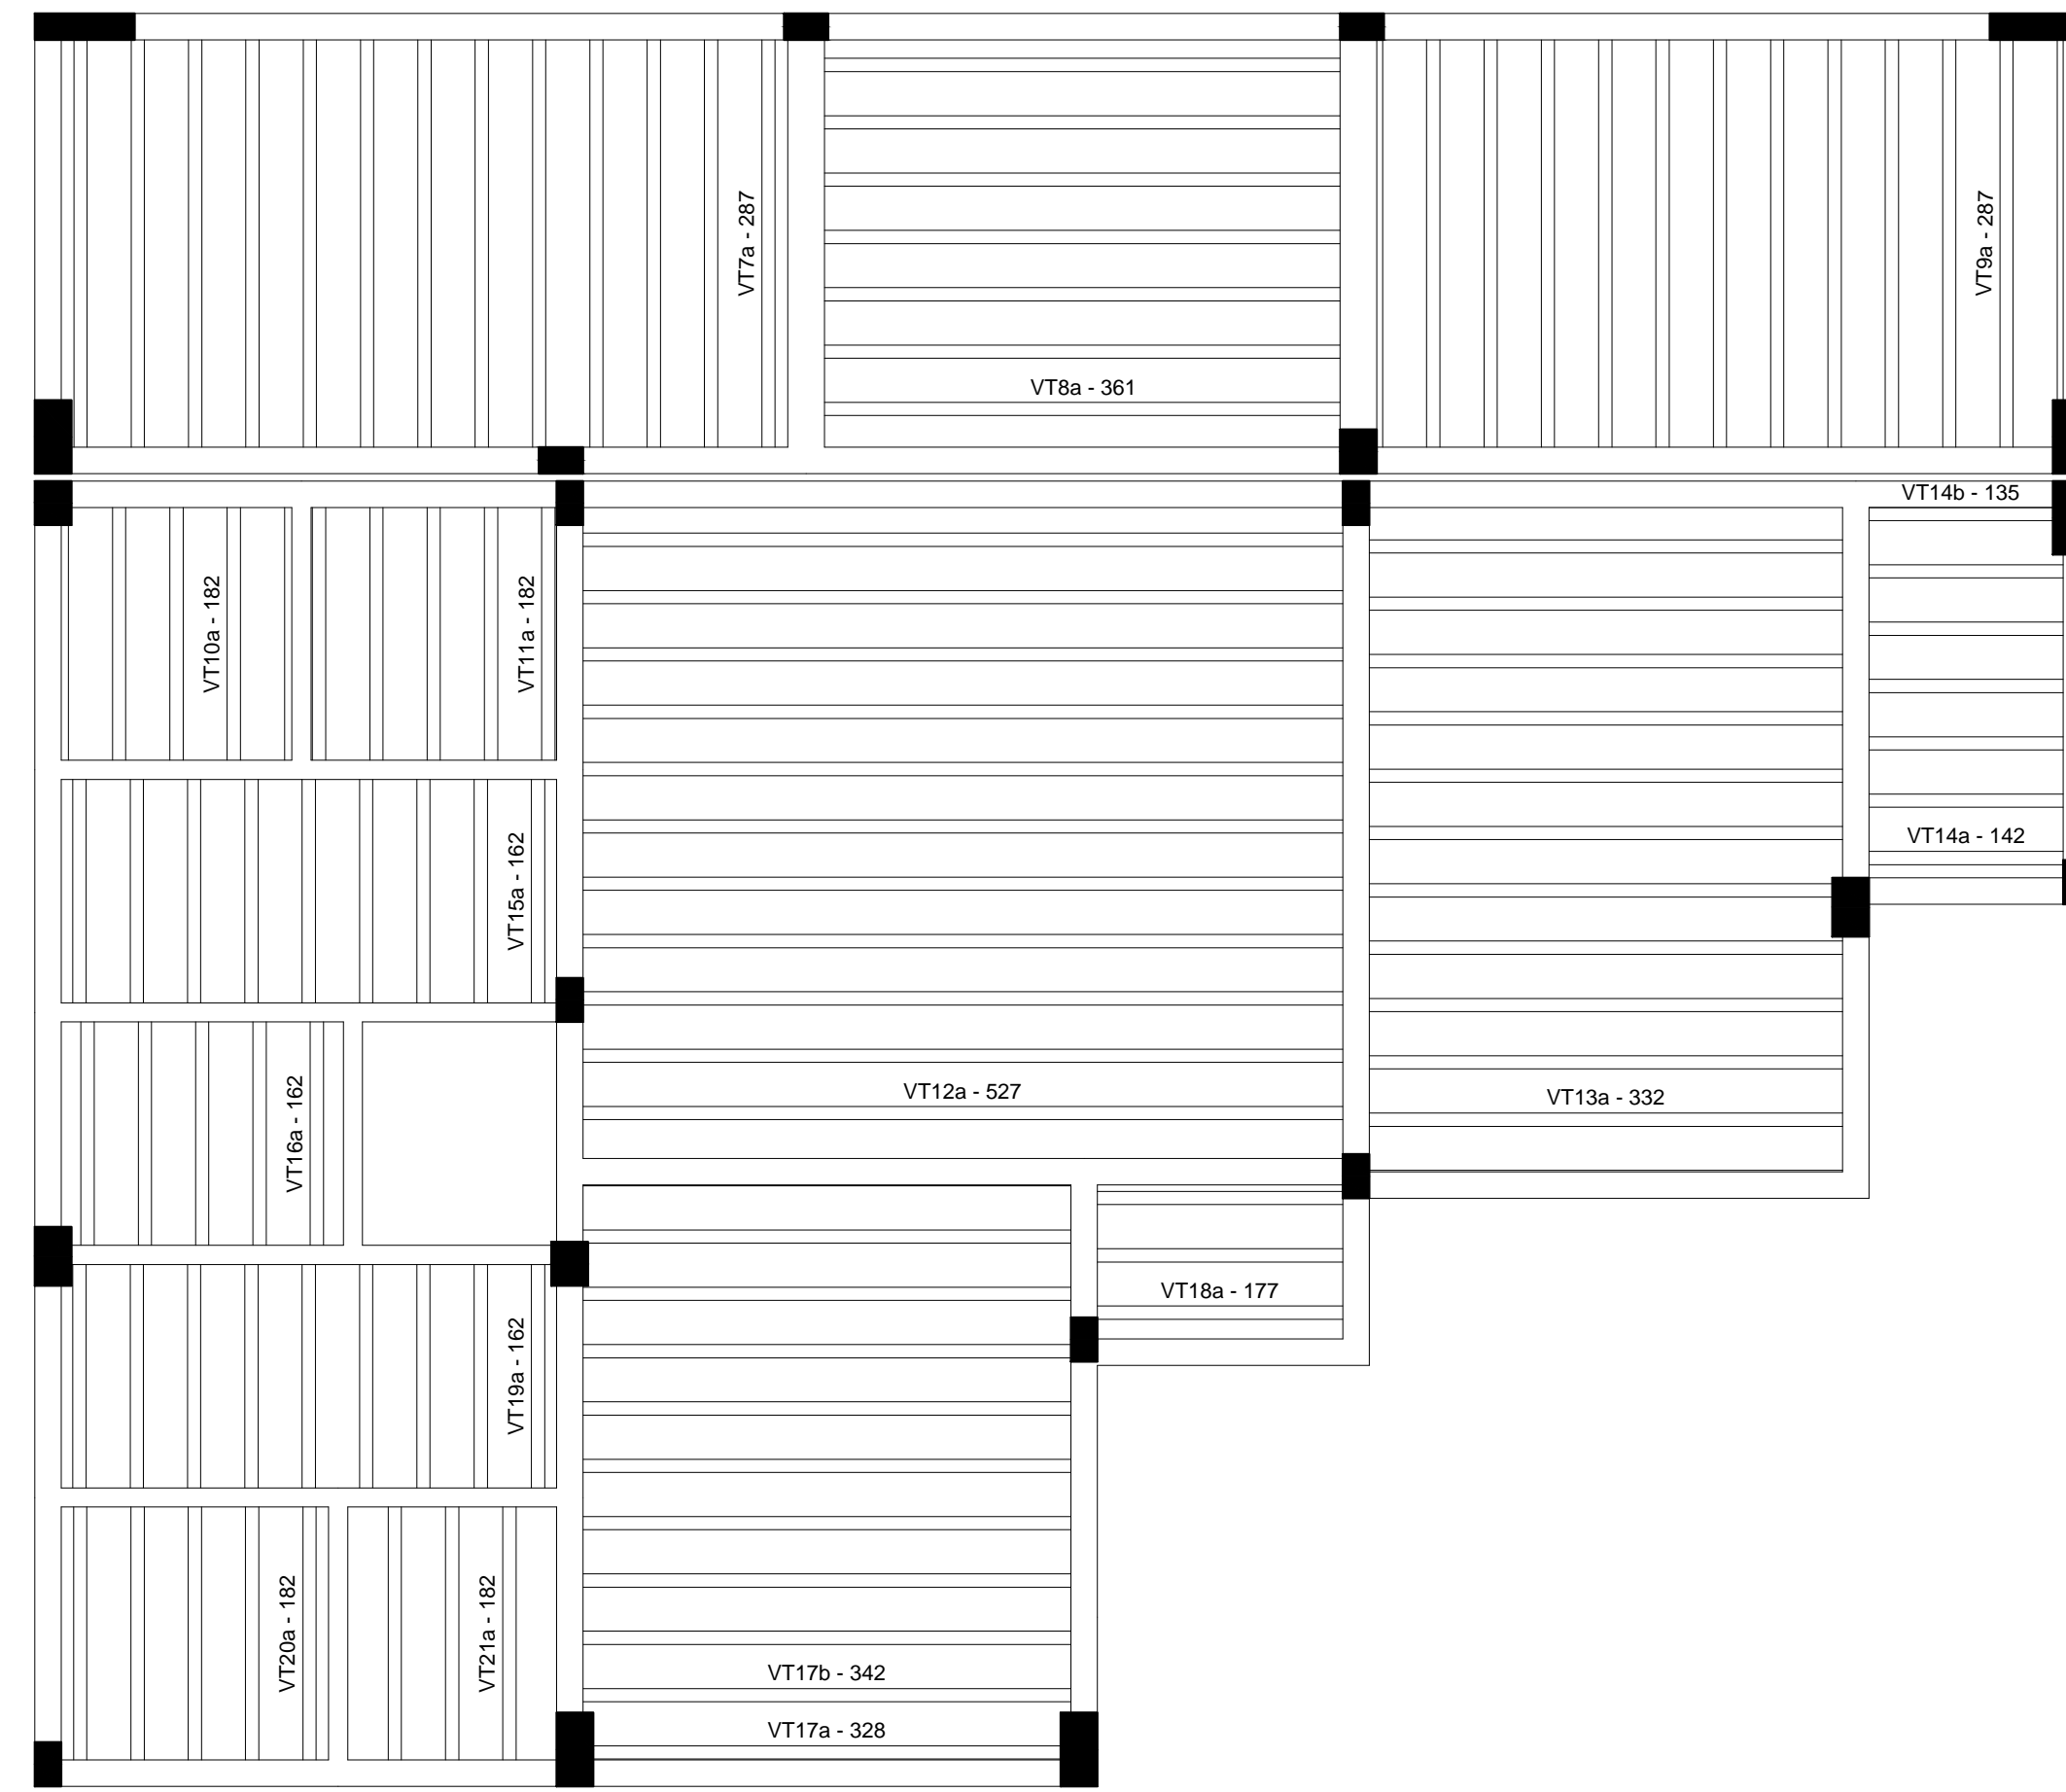 VT7a - 287
VT9a - 287
VT8a - 361
VT14b - 135
VT10a - 182
VT11a - 182
VT14a - 142
VT15a - 162
VT12a - 527
VT13a - 332
VT16a - 162
VT18a - 177
VT19a - 162
VT20a - 182
VT21a - 182
VT17b - 342
VT17a - 328